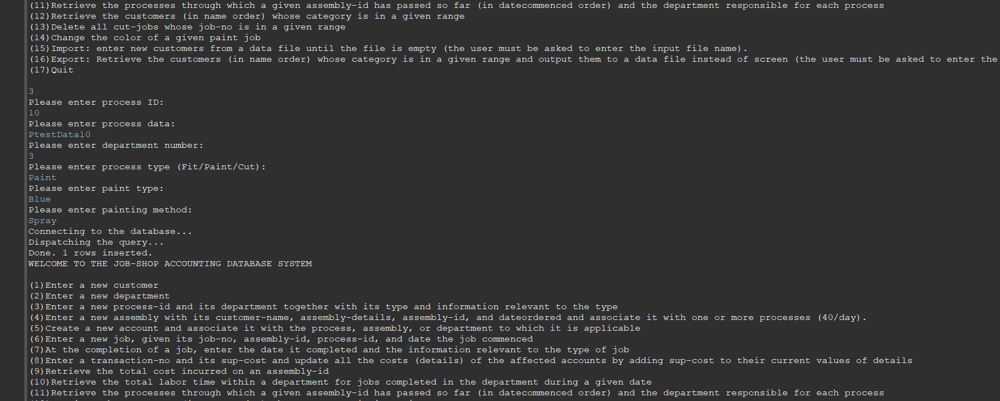 (11)Retrieve the processes through which a given assembly-id has passed so far (in datecommenced order) and the department responsible for each process
(12)Retrieve the customers (in name order) whose category is in a given range
(13)Delete all cut-jobs whose job-no is in a given range
(14)Change the color of a given paint job
(15)Import: enter new customers from a data file until the file is empty (the user must be asked to enter the input file name).
(16)Export: Retrieve the customers (in name order) whose category is in a given range and output them to a data file instead of screen (the user must be asked to enter the
(17)Quit
3
Please enter process ID:
10
Please enter process data:
PtestData10
Please enter department number:
3
Please enter process type (Fit/Paint/Cut):
Paint
Please enter paint type:
Blue
Please enter painting method:
Spray
Connecting to the database...
Dispatching the query...
Done. 1 rows inserted.
WELCOME TO THE JOB-SHOP ACCOUNTING DATABASE SYSTEM
(1)Enter a new customer
(2)Enter a new department
(3)Enter a new process-id and its department together with its type and information relevant to the type
(4)Enter a new assembly with its customer-name, assembly-details, assembly-id, and dateordered and associate it with one or more processes (40/day).
(5)Create a new account and associate it with the process, assembly, or department to which it is applicable
(6)Enter a new job, given its job-no, assembly-id, process-id, and date the job commenced
(7)At the completion of a job, enter the date it completed and the information relevant to the type of job
(8)Enter a transaction-no and its sup-cost and update all the costs (details) of the affected accounts by adding sup-cost to their current values of details
(9)Retrieve the total cost incurred on an assembly-id
(10)Retrieve the total labor time within a department for jobs completed in the department during a given date
(11)Retrieve the processes through which a given assembly-id has passed so far (in datecommenced order) and the department responsible for each process